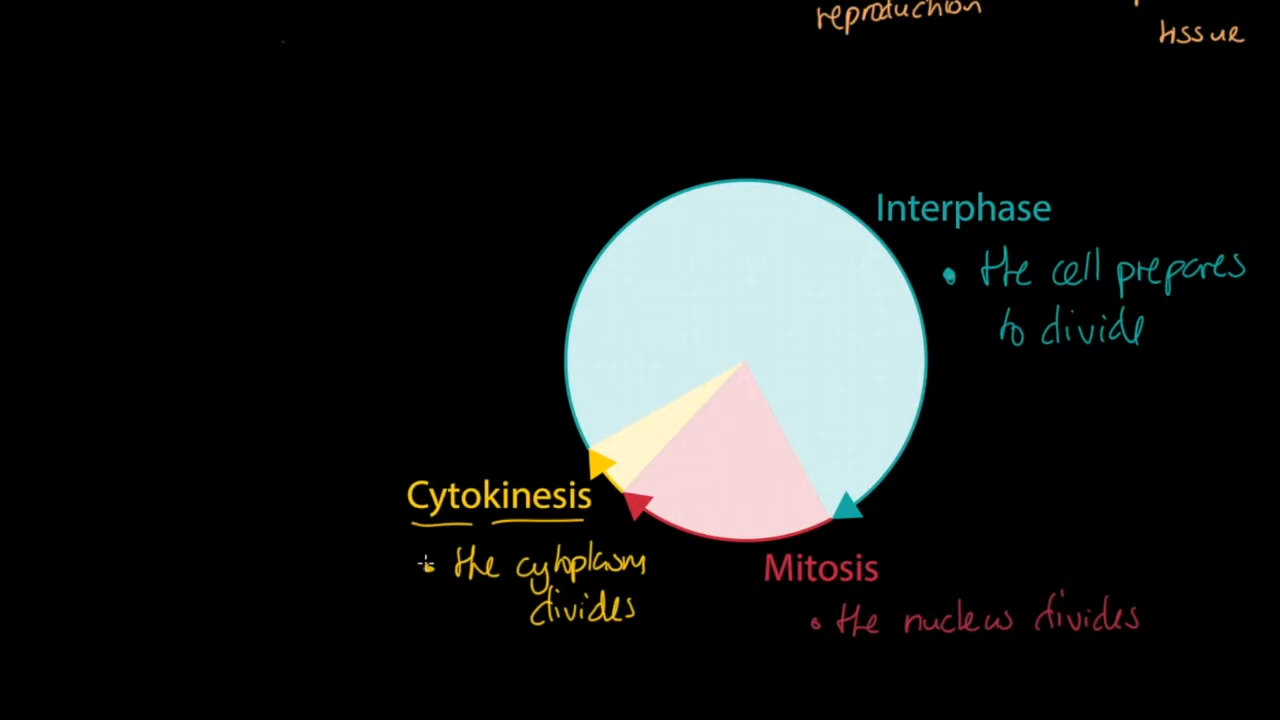 reproduction
tissue
Interphase
• the cell prepares
to divide
Cytokinesis
• the cytoplasm
divides
Mitosis
• the nucleus divides